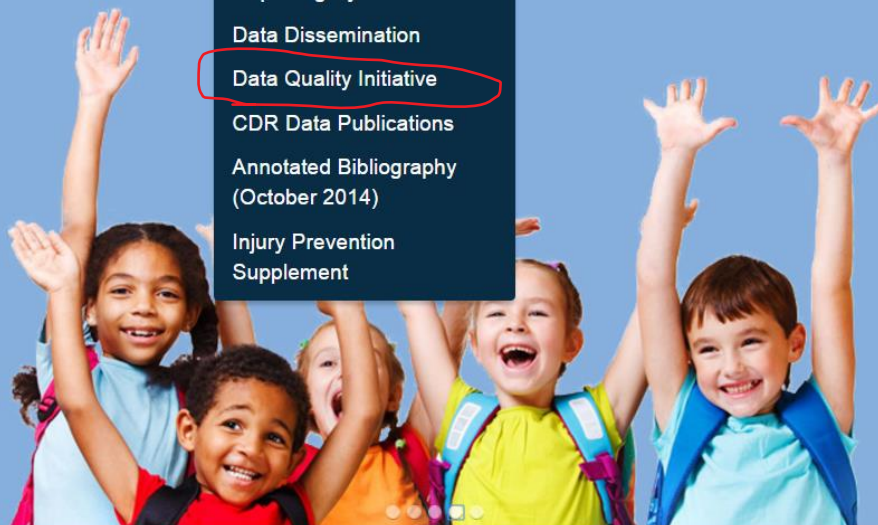 Data Dissemination
Data Quality Initiative
CDR Data Publications
Annotated Bibliography
(October 2014)
Injury Prevention
Supplement